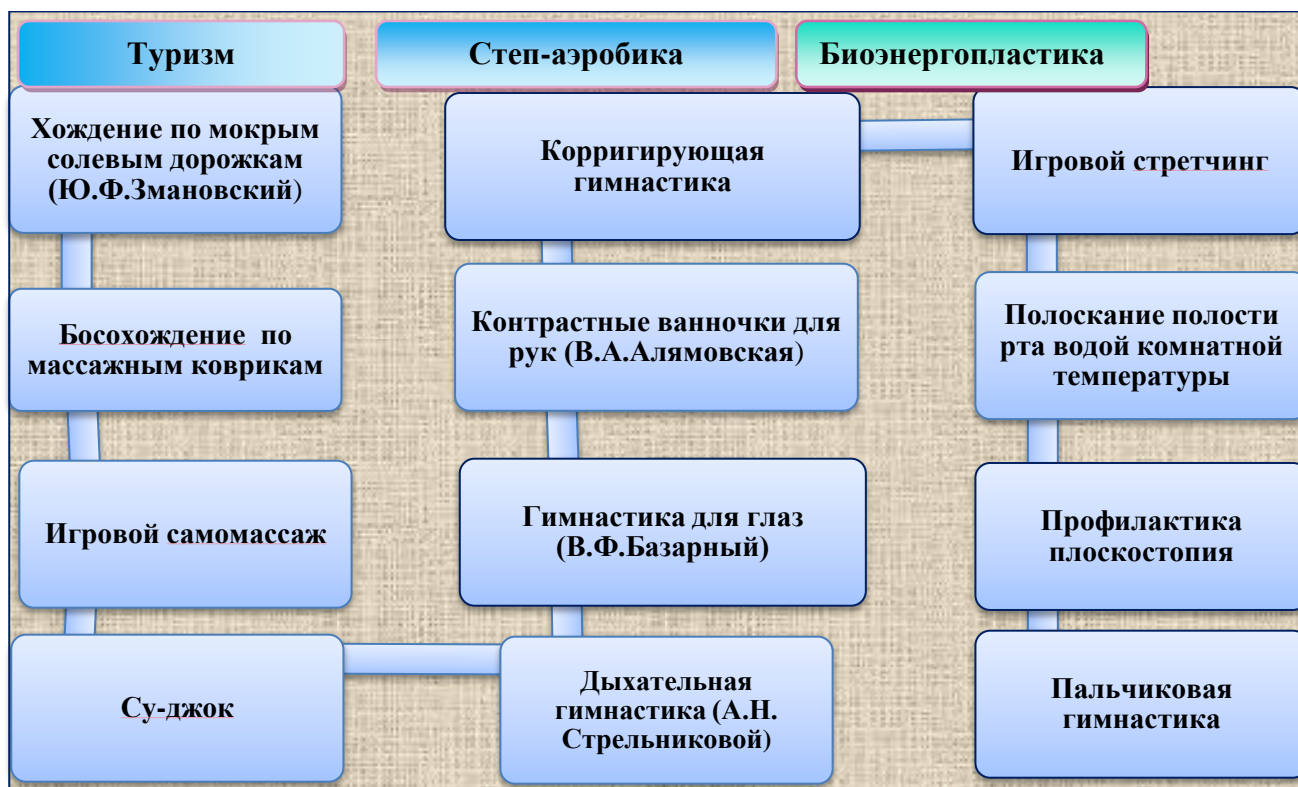 Туризм
Степ-аэробика
Биоэнергопластика
Хождение по мокрым
солевым дорожкам
(Ю.Ф.Змановский)
Босохождение по
массажным коврикам
Игровой самомассаж
Су-джок
Дыхательная
гимнастика (А.Н.
Стрельниковой)
Гимнастика для глаз
(В.Ф.Базарный)
Контрастные ванночки для
рук (В.А.Алямовская)
Корригирующая
гимнастика
Игровой стретчинг
Полоскание полости
рта водой комнатной
температуры
Профилактика
плоскостопия
Пальчиковая
гимнастика